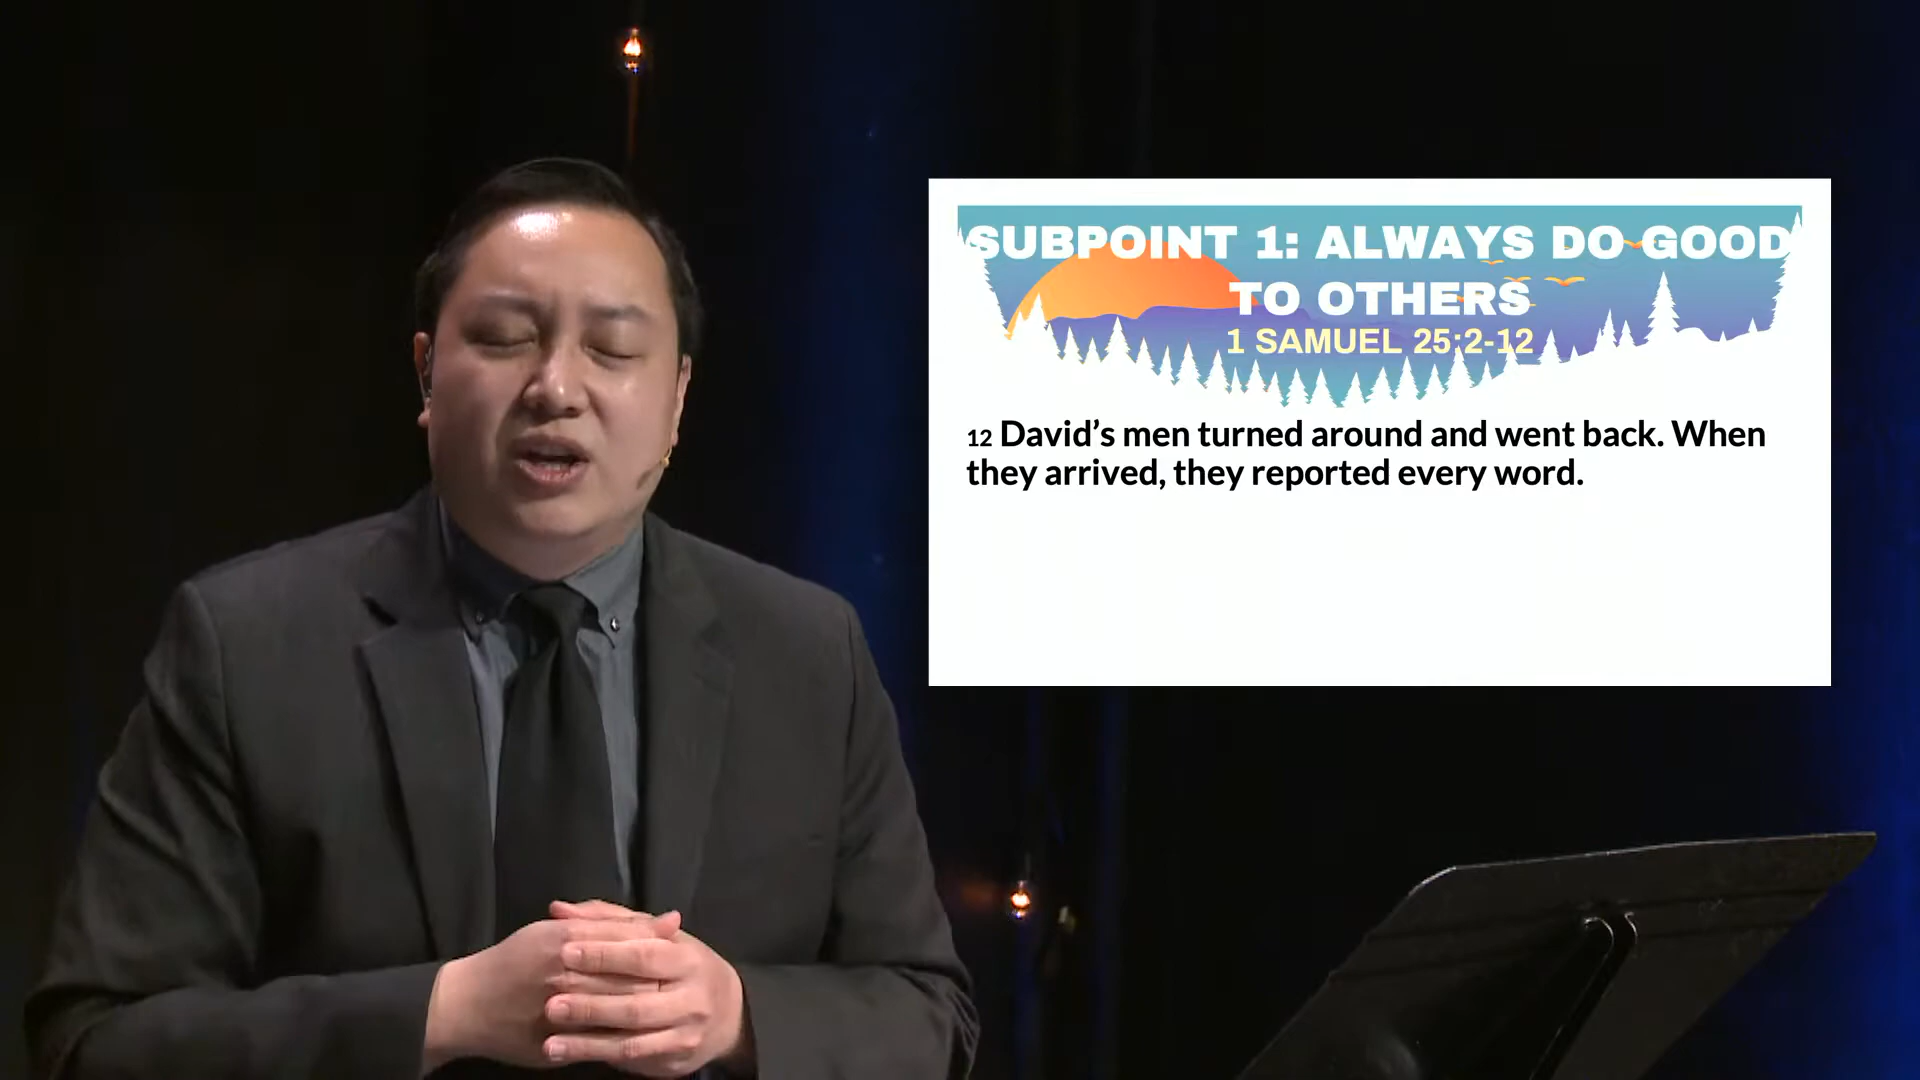 SUBPOINT 1: ALWAYS DO GOOD
TO OTHERS
1 SAMUEL 25:2-12
12 David’s men turned around and went back. When
they arrived, they reported every word.